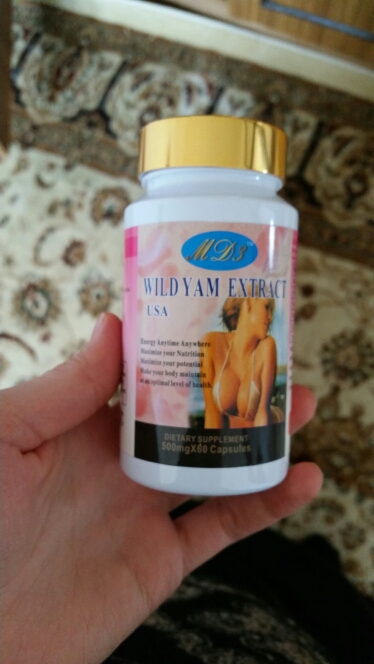 MD3
WILD YAM EXTRACT
USA
Energy Anytime Anywhere
Maximize your Nutrition
Maximize your potential
Make your body maintain
at an optimal level of health.
DIETARY SUPPLEMENT
500mgX60 Capsules